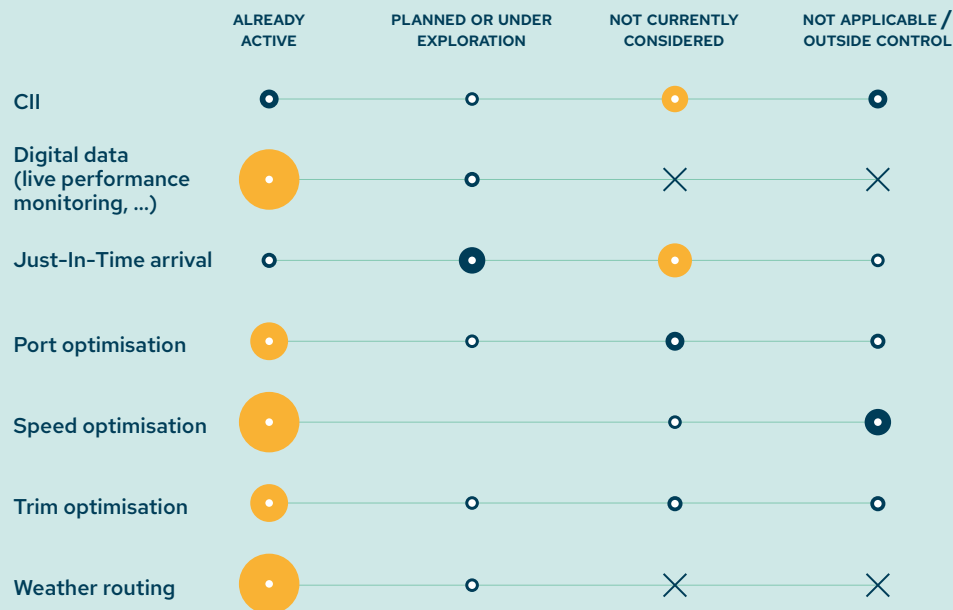 ALREADY
ACTIVE
PLANNED OR UNDER
EXPLORATION
NOT CURRENTLY
CONSIDERED
NOT APPLICABLE /
OUTSIDE CONTROL
CII
Digital data
(live performance
monitoring, ...)
Just-In-Time arrival
Port optimisation
Speed optimisation
Trim optimisation
Weather routing